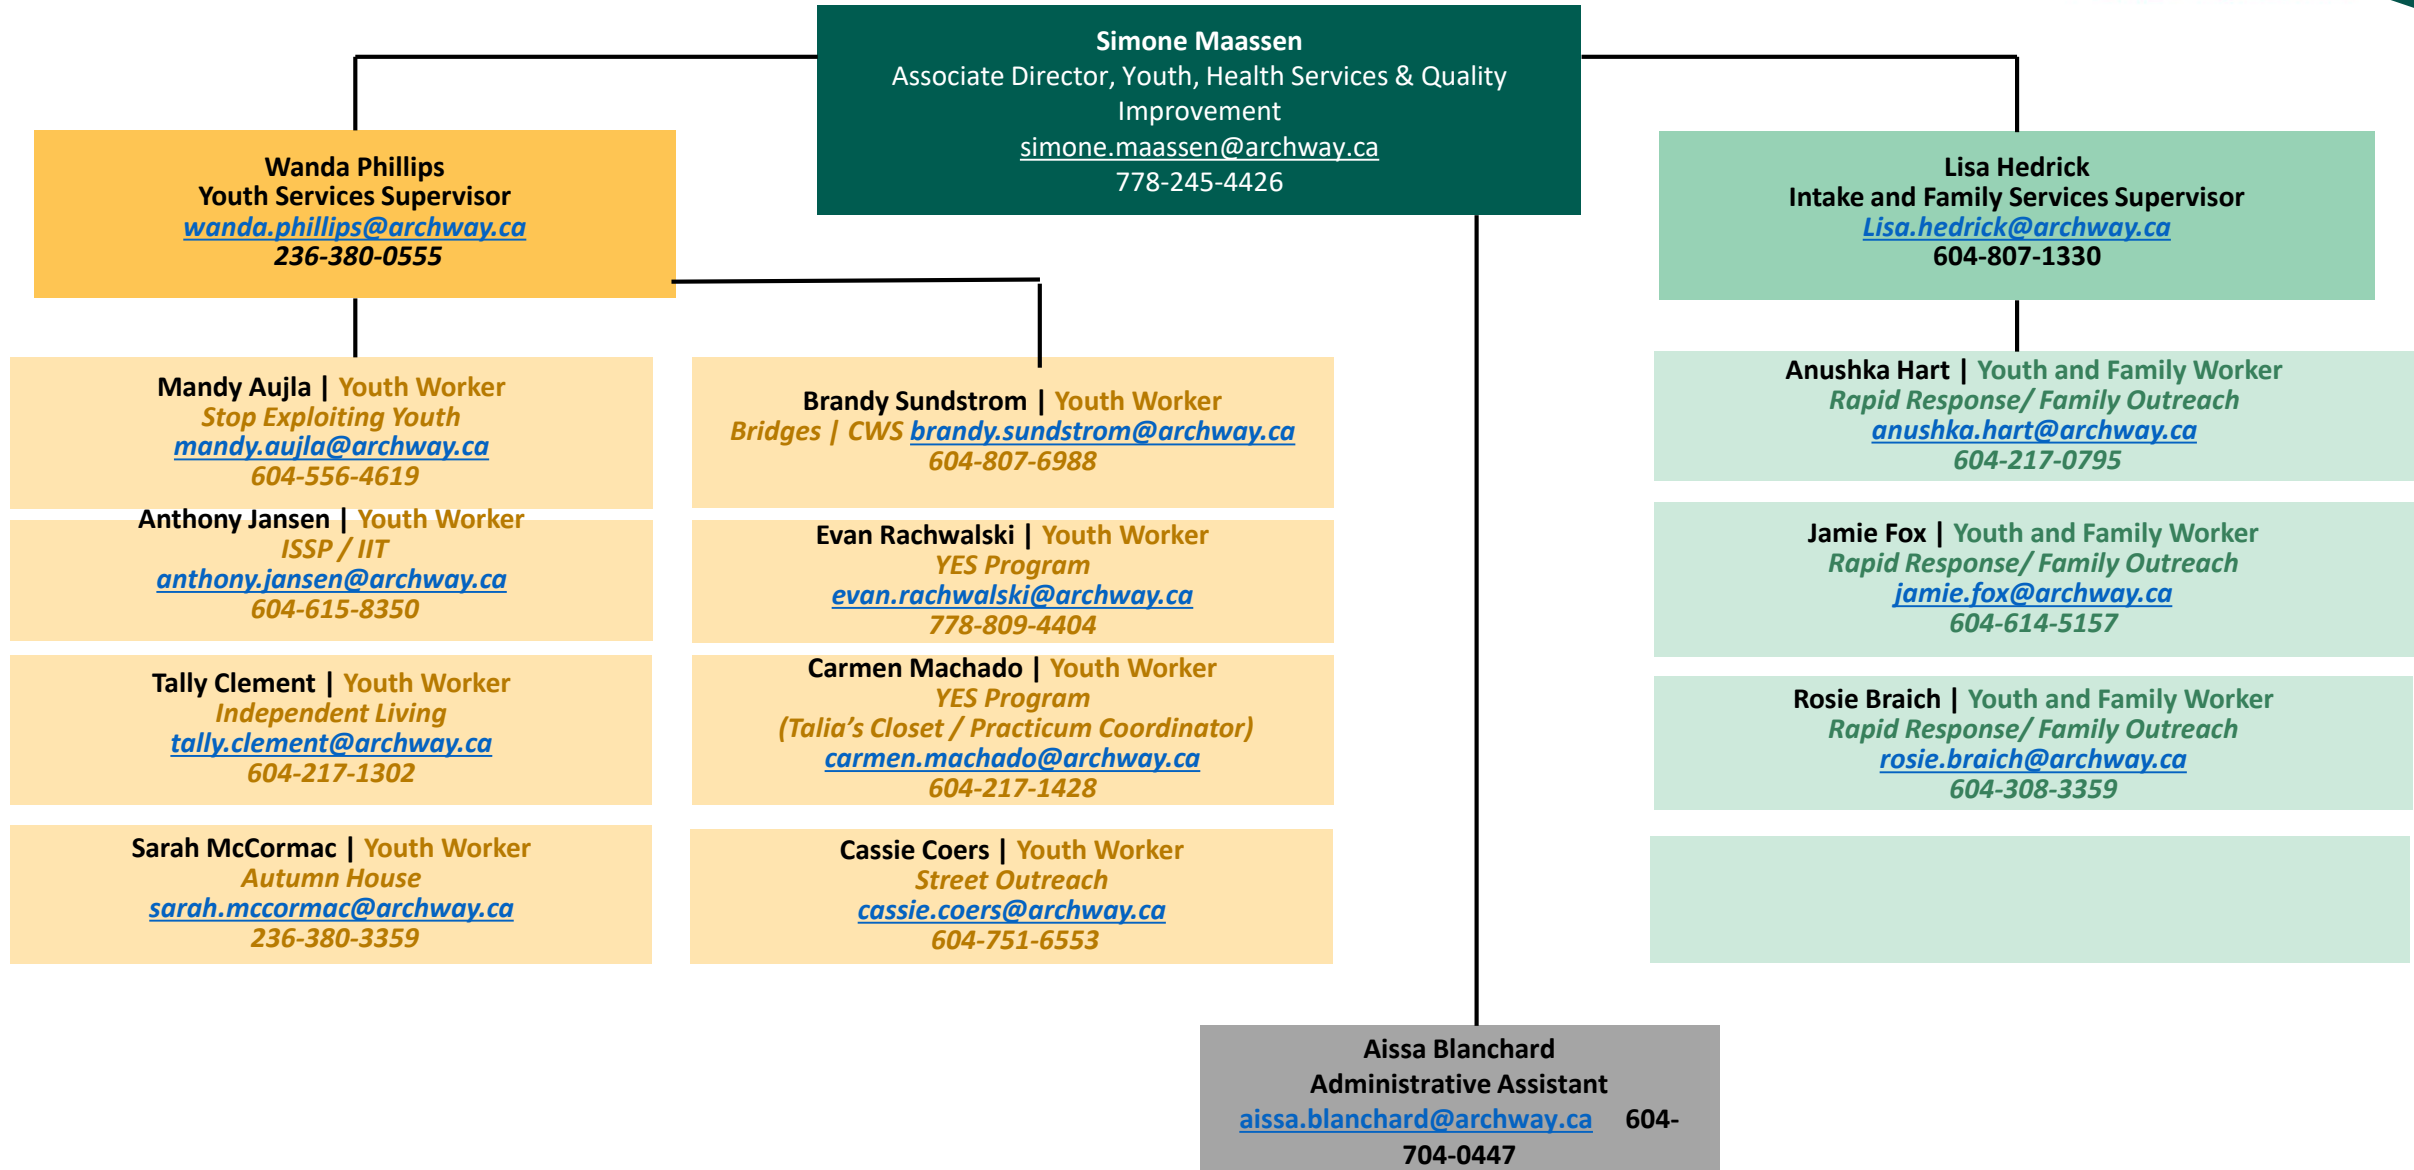 Simone Maassen
Associate Director, Youth, Health Services & Quality
Improvement
simone.maassen@archway.ca
778-245-4426
Wanda Phillips
Youth Services Supervisor
wanda.phillips@archway.ca
236-380-0555
Lisa Hedrick
Intake and Family Services Supervisor
Lisa.hedrick@archway.ca
604-807-1330
Mandy Aujla | Youth Worker
Stop Exploiting Youth
mandy.aujla@archway.ca
604-556-4619
Anthony Jansen | Youth Worker
ISSP / IIT
anthony.jansen@archway.ca
604-615-8350
Tally Clement | Youth Worker
Independent Living
tally.clement@archway.ca
604-217-1302
Sarah McCormac | Youth Worker
Autumn House
sarah.mccormac@archway.ca
236-380-3359
Brandy Sundstrom | Youth Worker
Bridges | CWS brandy.sundstrom@archway.ca
604-807-6988
Evan Rachwalski | Youth Worker
YES Program
evan.rachwalski@archway.ca
778-809-4404
Carmen Machado | Youth Worker
YES Program
(Talia’s Closet / Practicum Coordinator)
carmen.machado@archway.ca
604-217-1428
Cassie Coers | Youth Worker
Street Outreach
cassie.coers@archway.ca
604-751-6553
Anushka Hart | Youth and Family Worker
Rapid Response/ Family Outreach
anushka.hart@archway.ca
604-217-0795
Jamie Fox | Youth and Family Worker
Rapid Response/ Family Outreach
jamie.fox@archway.ca
604-614-5157
Rosie Braich | Youth and Family Worker
Rapid Response/ Family Outreach
rosie.braich@archway.ca
604-308-3359
Aissa Blanchard
Administrative Assistant
aissa.blanchard@archway.ca 604-
704-0447